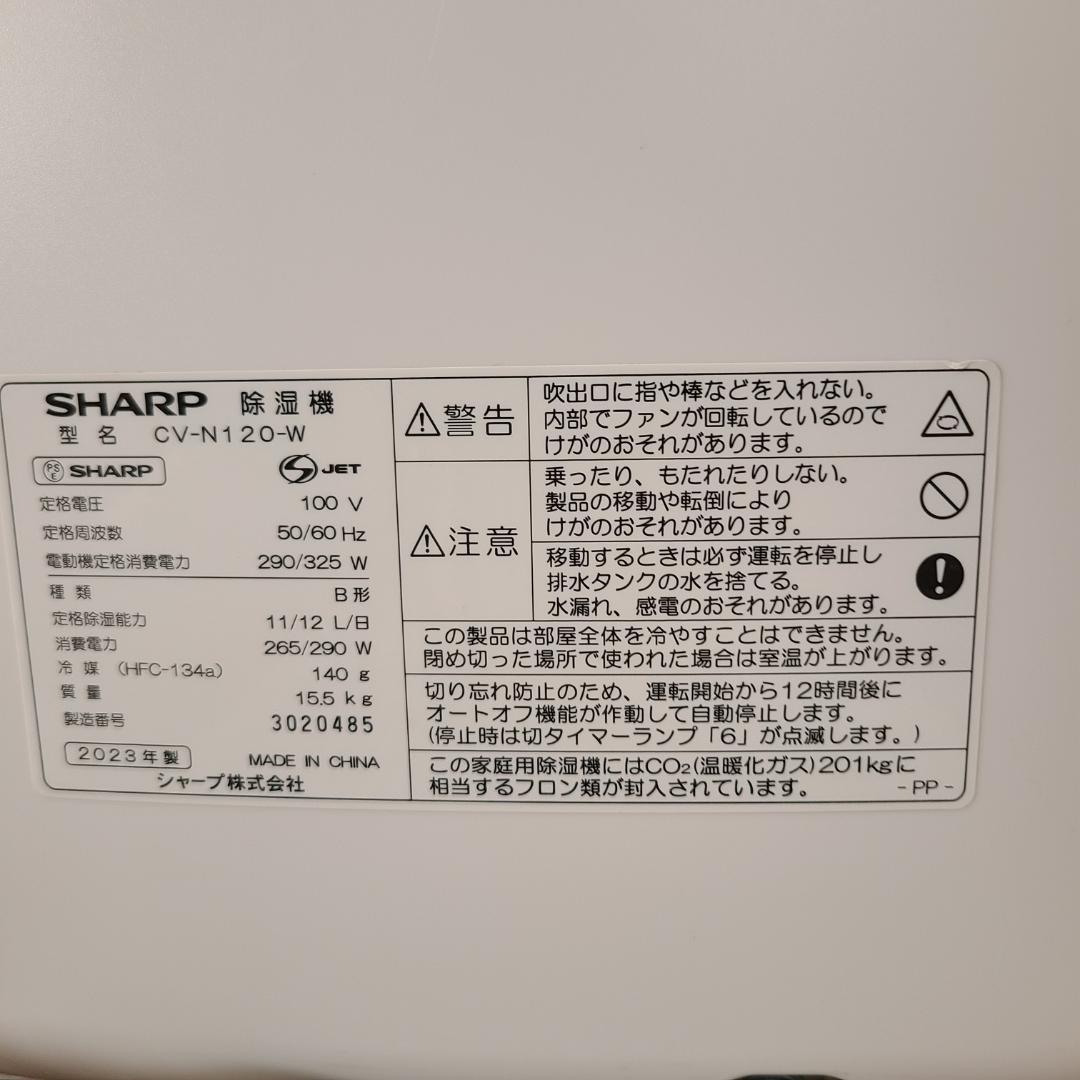 SHARP 除湿機
型名 CV-N120-W
PS E SHARP S JET
定格電圧 100 V
定格周波数 50/60 Hz
電動機定格消費電力 290/325 W
種類 B形
定格除湿能力 11/12 L/日
消費電力 265/290 W
冷媒 (HFC-134a) 140 g
質量 15.5 kg
製造番号 3020485
2023年製 MADE IN CHINA
シャープ株式会社
警告
吹出口に指や棒などを入れない。
内部でファンが回転しているので
けがのおそれがあります。
注意
乗ったり、もたれたりしない。
製品の移動や転倒により
けがのおそれがあります。
移動するときは必ず運転を停止し
排水タンクの水を捨てる。
水漏れ、感電のおそれがあります。
この製品は部屋全体を冷やすことはできません。
閉め切った場所で使われた場合は室温が上がります。
切り忘れ防止のため、運転開始から12時間後に
オートオフ機能が作動して自動停止します。
(停止時は切タイマーランプ「6」が点滅します。)
この家庭用除湿機にはCO₂(温暖化ガス)201kgに
相当するフロン類が封入されています。 -PP-